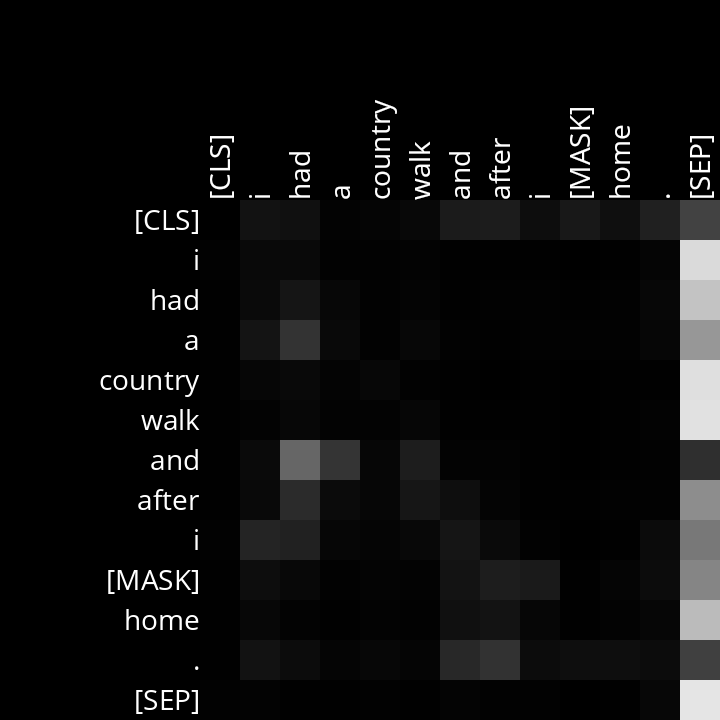 [CLS] i had a country walk and after i [MASK] home . [SEP]
[CLS]
i
had
a
country
walk
and
after
i
[MASK]
home
.
[SEP]